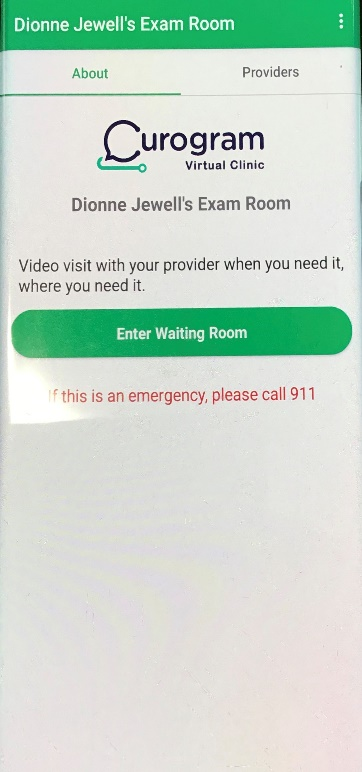 Dionne Jewell's Exam Room
About
Providers
Curogram
Virtual Clinic
Dionne Jewell's Exam Room
Video visit with your provider when you need it,
where you need it.
Enter Waiting Room
If this is an emergency, please call 911